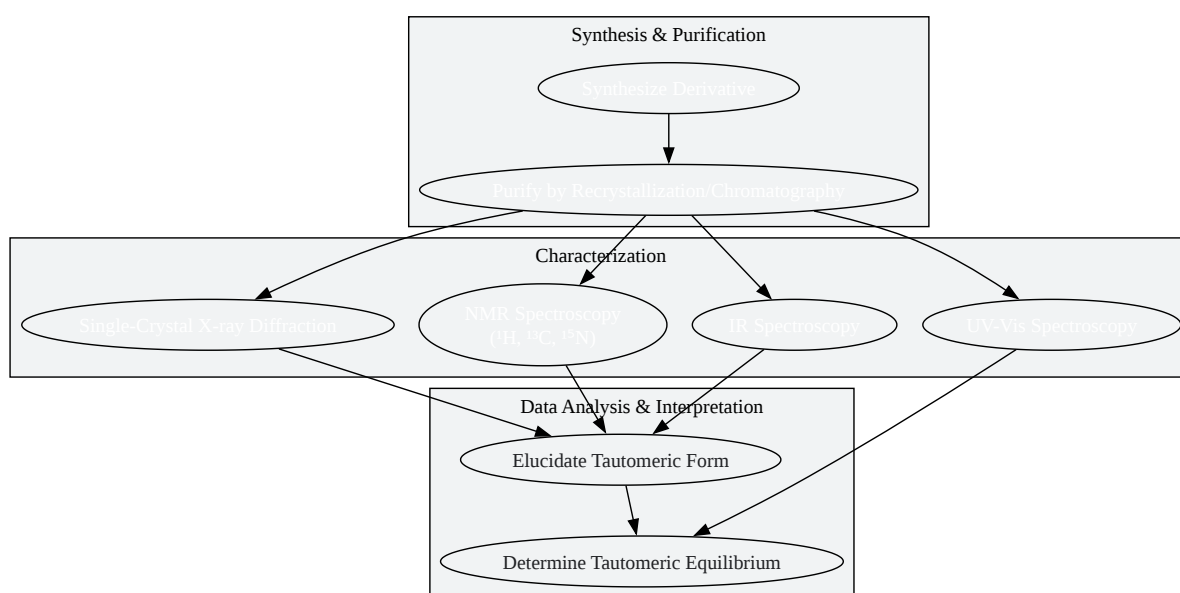 Synthesis & Purification
Synthesize Derivative
Purify by Recrystallization/Chromatography
Characterization
Single-Crystal X-ray Diffraction
NMR Spectroscopy
(¹H, ¹³C, ¹⁵N)
IR Spectroscopy
UV-Vis Spectroscopy
Data Analysis & Interpretation
Elucidate Tautomeric Form
Determine Tautomeric Equilibrium